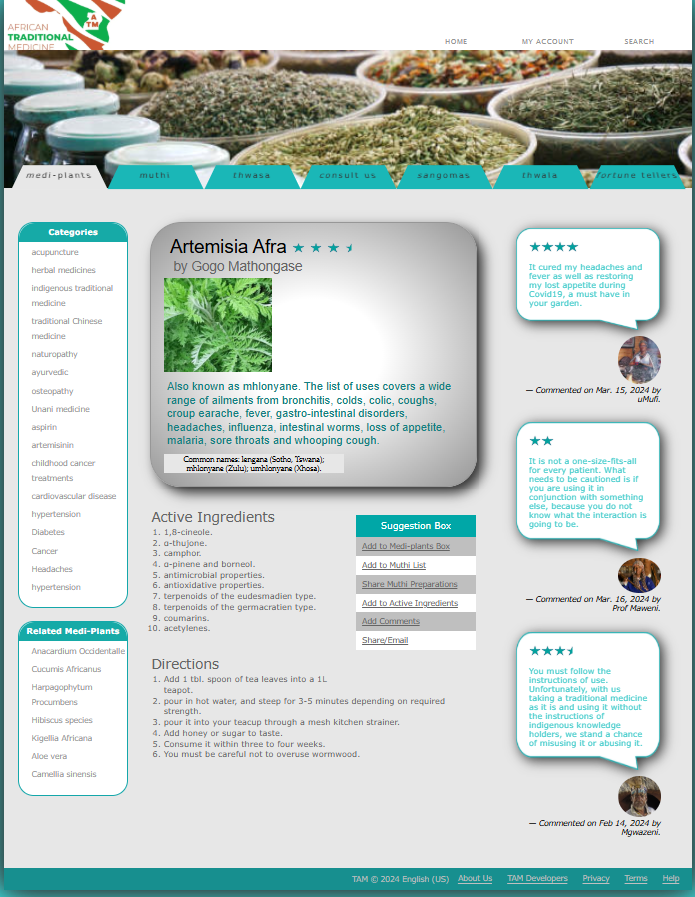 AFRICAN
TRADITIONAL
MEDICINE
A
TM
HOME
MY ACCOUNT
SEARCH
medi-plants
muthi
thwasa
consult us
sangomas
thwala
fortune tellers
Categories
acupuncture
herbal medicines
indigenous traditional
medicine
traditional Chinese
medicine
naturopathy
ayurvedic
osteopathy
Unani medicine
aspirin
artemisinin
childhood cancer
treatments
cardiovascular disease
hypertension
Diabetes
Cancer
Headaches
hypertension
Related Medi-Plants
Anacardium Occidentalle
Cucumis Africanus
Harpagophytum
Procumbens
Hibiscus species
Kigellia Africana
Aloe vera
Camellia sinensis
Artemisia Afra
by Gogo Mathongase
Also known as mhlonyane. The list of uses covers a wide
range of ailments from bronchitis, colds, colic, coughs,
croup earache, fever, gastro-intestinal disorders,
headaches, influenza, intestinal worms, loss of appetite,
malaria, sore throats and whooping cough.
Common names: lengana (Sotho, Tswana);
mhlonyane (Zulu); umhlonyane (Xhosa).
Active Ingredients
1. 1,8-cineole.
2. α-thujone.
3. camphor.
4. α-pinene and borneol.
5. antimicrobial properties.
6. antioxidative properties.
7. terpenoids of the eudesmadien type.
8. terpenoids of the germacratien type.
9. coumarins.
10. acetylenes.
Suggestion Box
Add to Medi-plants Box
Add to Muthi List
Share Muthi Preparations
Add to Active Ingredients
Add Comments
Share/Email
Directions
1. Add 1 tbl. spoon of tea leaves into a 1L
teapot.
2. pour in hot water, and steep for 3-5 minutes depending on required
strength.
3. pour it into your teacup through a mesh kitchen strainer.
4. Add honey or sugar to taste.
5. Consume it within three to four weeks.
6. You must be careful not to overuse wormwood.
It cured my headaches and
fever as well as restoring
my lost appetite during
Covid19, a must have in
your garden.
— Commented on Mar. 15, 2024 by
uMufi.
It is not a one-size-fits-all
for every patient. What
needs to be cautioned is if
you are using it in
conjunction with something
else, because you do not
know what the interaction is
going to be.
— Commented on Mar. 16, 2024 by
Prof Maweni.
You must follow the
instructions of use.
Unfortunately, with us
taking a traditional medicine
as it is and using it without
the instructions of
indigenous knowledge
holders, we stand a chance
of misusing it or abusing it.
— Commented on Feb 14, 2024 by
Mgwazeni.
TAM © 2024 English (US) About Us TAM Developers Privacy Terms Help